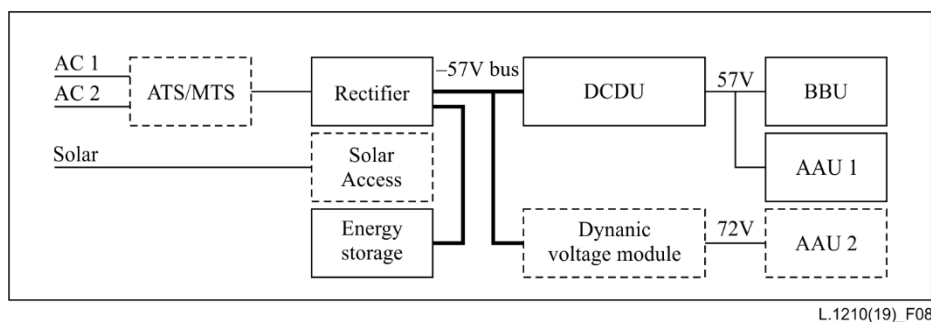 AC 1
AC 2
ATS/MTS
Rectifier
–57V bus
DCDU
57V
BBU
Solar
Solar
Access
AAU 1
Energy
storage
Dynanic
voltage module
72V
AAU 2
L.1210(19)_F08